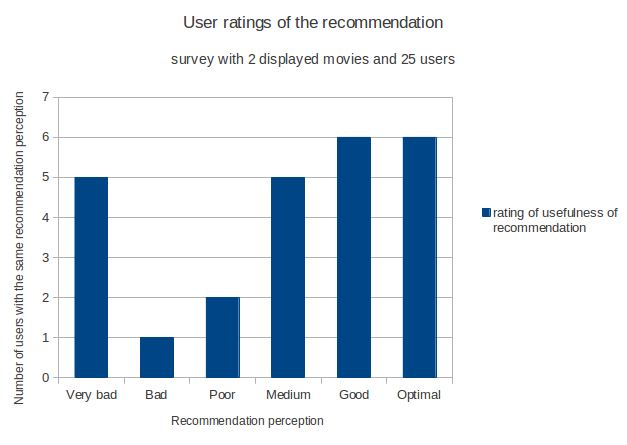 User ratings of the recommendation
survey with 2 displayed movies and 25 users
Number of users with the same recommendation perception
7
6
5
4
3
2
1
0
Very bad Bad Poor Medium Good Optimal
Recommendation perception
rating of usefulness of
recommendation